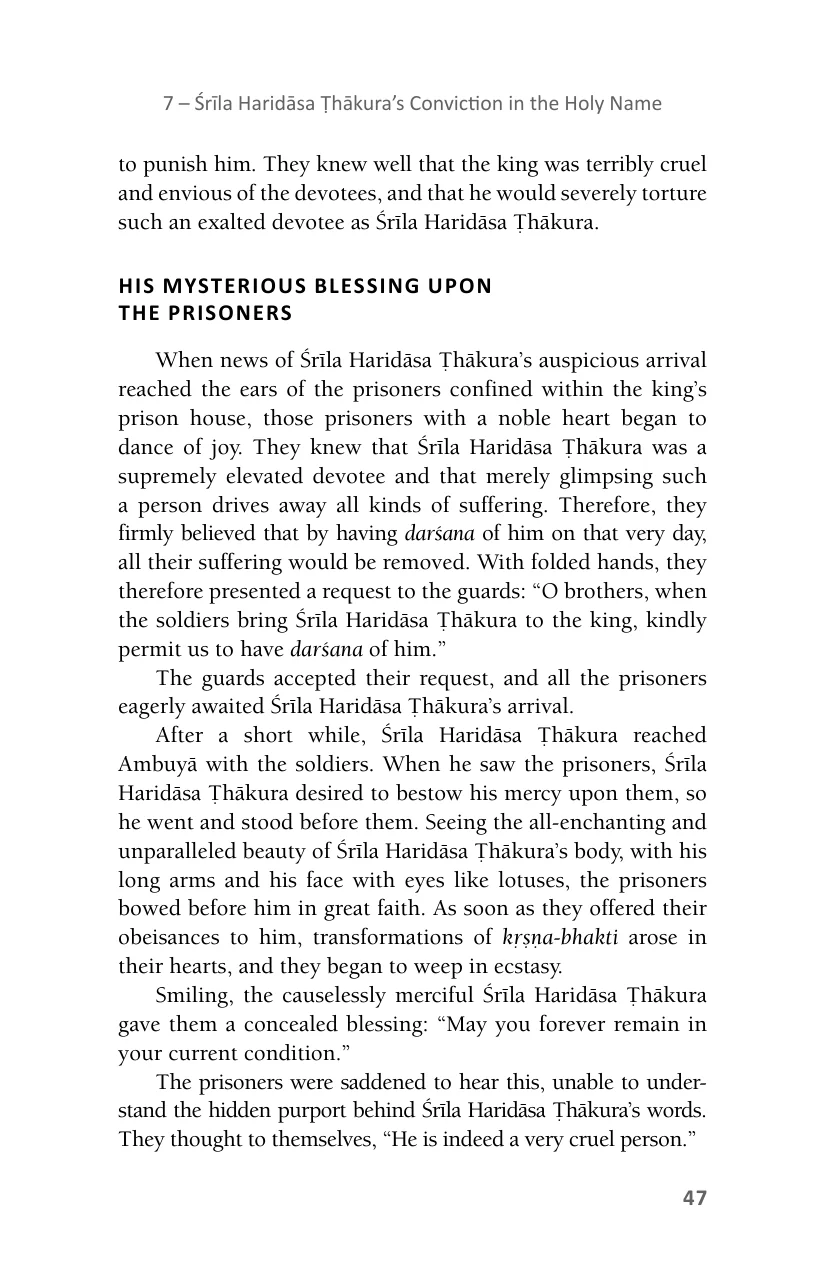 7 – Śrīla Haridāsa Ṭhākura’s Conviction in the Holy Name
to punish him. They knew well that the king was terribly cruel
and envious of the devotees, and that he would severely torture
such an exalted devotee as Śrīla Haridāsa Ṭhākura.
HIS MYSTERIOUS BLESSING UPON
THE PRISONERS
When news of Śrīla Haridāsa Ṭhākura’s auspicious arrival
reached the ears of the prisoners confined within the king’s
prison house, those prisoners with a noble heart began to
dance of joy. They knew that Śrīla Haridāsa Ṭhākura was a
supremely elevated devotee and that merely glimpsing such
a person drives away all kinds of suffering. Therefore, they
firmly believed that by having darśana of him on that very day,
all their suffering would be removed. With folded hands, they
therefore presented a request to the guards: “O brothers, when
the soldiers bring Śrīla Haridāsa Ṭhākura to the king, kindly
permit us to have darśana of him.”
The guards accepted their request, and all the prisoners
eagerly awaited Śrīla Haridāsa Ṭhākura’s arrival.
After a short while, Śrīla Haridāsa Ṭhākura reached
Ambuyā with the soldiers. When he saw the prisoners, Śrīla
Haridāsa Ṭhākura desired to bestow his mercy upon them, so
he went and stood before them. Seeing the all-enchanting and
unparalleled beauty of Śrīla Haridāsa Ṭhākura’s body, with his
long arms and his face with eyes like lotuses, the prisoners
bowed before him in great faith. As soon as they offered their
obeisances to him, transformations of kṛṣṇa-bhakti arose in
their hearts, and they began to weep in ecstasy.
Smiling, the causelessly merciful Śrīla Haridāsa Ṭhākura
gave them a concealed blessing: “May you forever remain in
your current condition.”
The prisoners were saddened to hear this, unable to under-
stand the hidden purport behind Śrīla Haridāsa Ṭhākura’s words.
They thought to themselves, “He is indeed a very cruel person.”
47